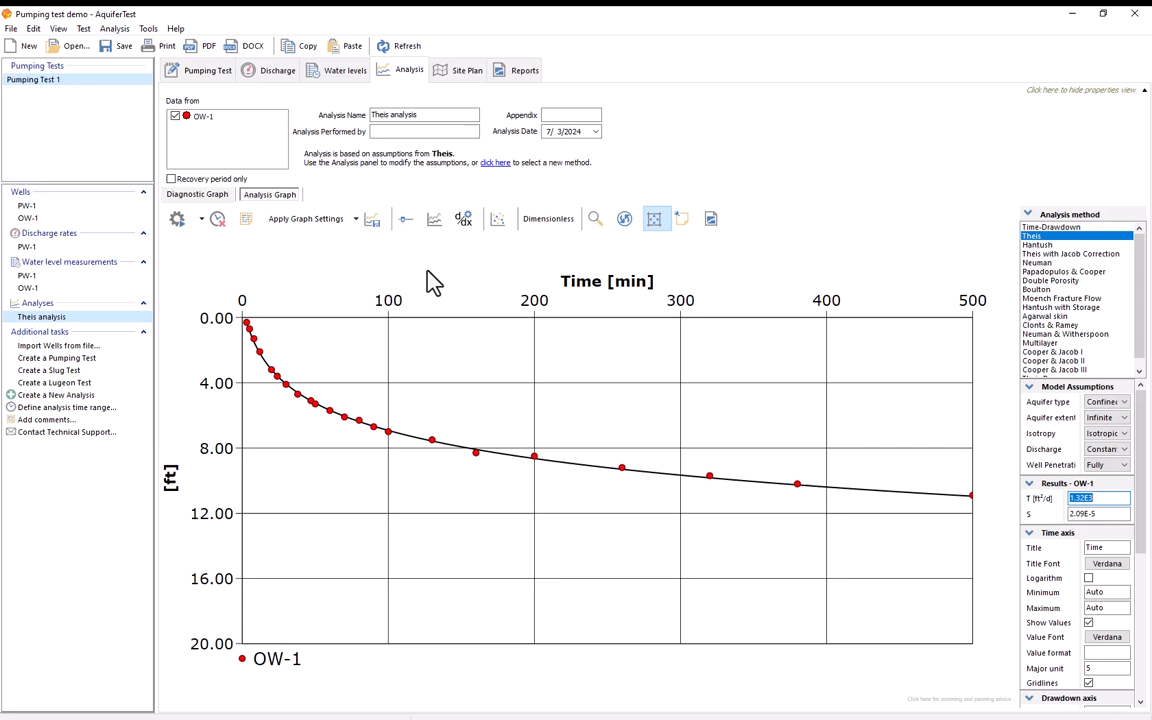 Pumping test demo - AquiferTest
File Edit View Test Analysis Tools Help
New Open... Save Print PDF DOCX Copy Paste Refresh
Pumping Tests
Pumping Test 1
Wells
PW-1
OW-1
Discharge rates
PW-1
Water level measurements
PW-1
OW-1
Analyses
Theis analysis
Additional tasks
Import Wells from file...
Create a Pumping Test
Create a Slug Test
Create a Lugeon Test
Create a New Analysis
Define analysis time range...
Add comments...
Contact Technical Support...
Pumping Test Discharge Water levels Analysis Site Plan Reports
Click here to hide properties view
Data from
OW-1
Analysis Name Theis analysis Appendix
Analysis Performed by Analysis Date 7/ 3/2024
Analysis is based on assumptions from Theis.
Use the Analysis panel to modify the assumptions, or click here to select a new method.
Recovery period only
Diagnostic Graph Analysis Graph
Apply Graph Settings d/dx Dimensionless
Time [min]
0 100 200 300 400 500
0.00
4.00
8.00
12.00
16.00
20.00
[ft]
OW-1
Click here for zooming and panning advice
Analysis method
Time-Drawdown
Theis
Hantush
Theis with Jacob Correction
Neuman
Papadopulos & Cooper
Double Porosity
Boulton
Moench Fracture Flow
Hantush with Storage
Agarwal skin
Clonts & Ramey
Neuman & Witherspoon
Multilayer
Cooper & Jacob I
Cooper & Jacob II
Cooper & Jacob III
Model Assumptions
Aquifer type Confined
Aquifer extent Infinite
Isotropy Isotropic
Discharge Constan
Well Penetrati Fully
Results - OW-1
T [ft²/d] 1.32E3
S 2.09E-5
Time axis
Title Time
Title Font Verdana
Logarithm
Minimum Auto
Maximum Auto
Show Values
Value Font Verdana
Value format
Major unit 5
Gridlines
Drawdown axis